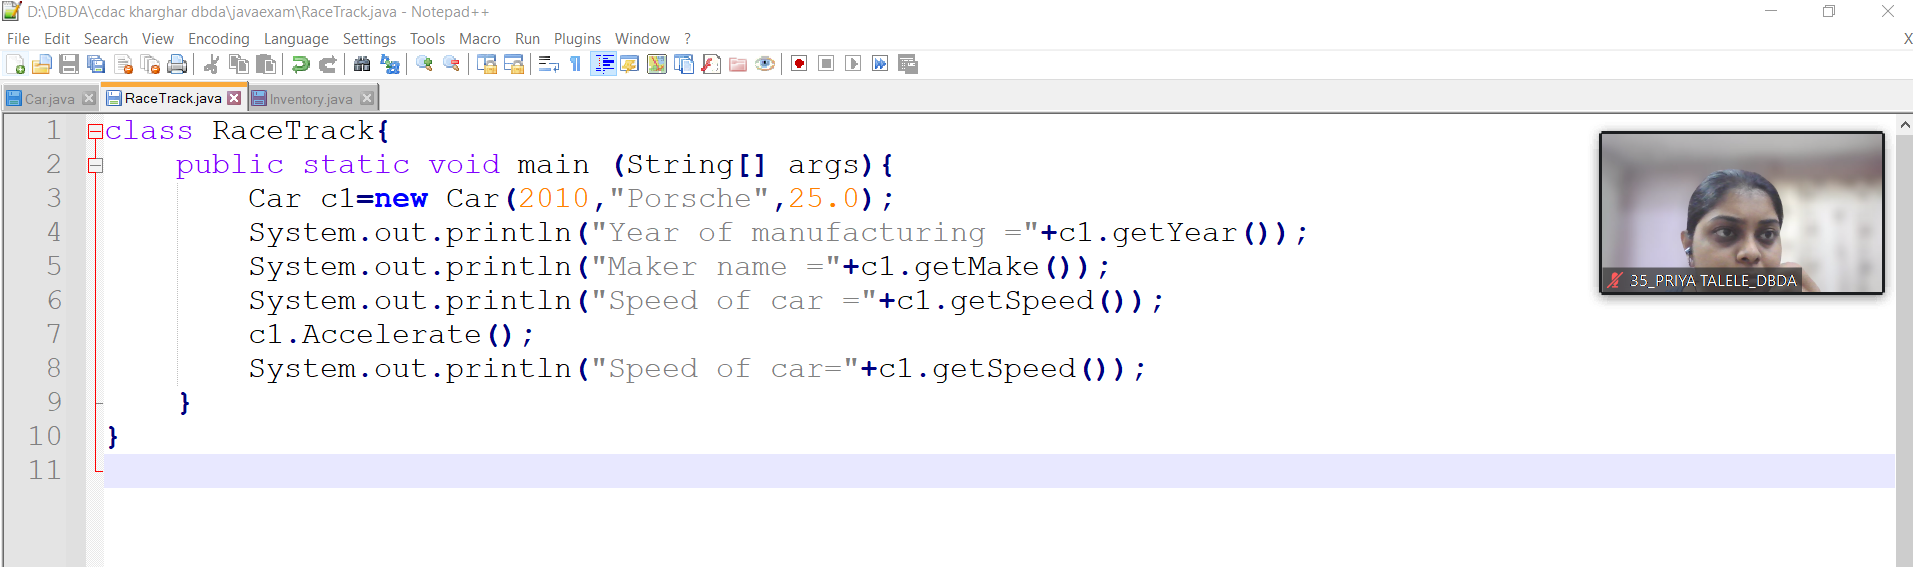 D:\DBDA\cdac kharghar dbda\javaexam\RaceTrack.java - Notepad++
File Edit Search View Encoding Language Settings Tools Macro Run Plugins Window ? X
Car.java RaceTrack.java Inventory.java
1 class RaceTrack{
2 public static void main (String[] args){
3 Car c1=new Car(2010,"Porsche",25.0);
4 System.out.println("Year of manufacturing ="+c1.getYear());
5 System.out.println("Maker name ="+c1.getMake());
6 System.out.println("Speed of car ="+c1.getSpeed());
7 c1.Accelerate();
8 System.out.println("Speed of car="+c1.getSpeed());
9 }
10 }
11
35_PRIYA TALELE_DBDA